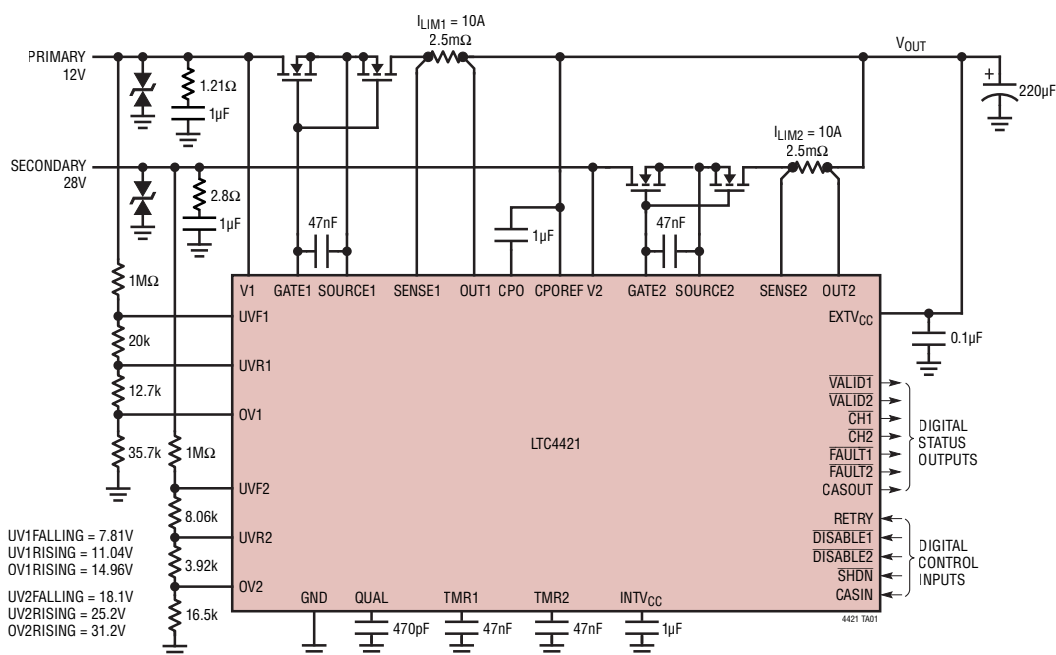 I_LIM1 = 10A
2.5mΩ
PRIMARY
12V
1.21Ω
1µF
V_OUT
+
220µF
I_LIM2 = 10A
2.5mΩ
SECONDARY
28V
2.8Ω
1µF
47nF
1µF
47nF
1MΩ
V1
GATE1
SOURCE1
SENSE1
OUT1
CPO
CPOREF
V2
GATE2
SOURCE2
SENSE2
OUT2
UVF1
EXTV_CC
20k
0.1µF
UVR1
12.7k
OV1
35.7k
1MΩ
LTC4421
VALID1
VALID2
CH1
CH2
FAULT1
FAULT2
CASOUT
DIGITAL
STATUS
OUTPUTS
UVF2
8.06k
UVR2
3.92k
OV2
16.5k
RETRY
DISABLE1
DISABLE2
SHDN
CASIN
DIGITAL
CONTROL
INPUTS
UV1FALLING = 7.81V
UV1RISING = 11.04V
OV1RISING = 14.96V
UV2FALLING = 18.1V
UV2RISING = 25.2V
OV2RISING = 31.2V
GND
QUAL
TMR1
TMR2
INTV_CC
470pF
47nF
47nF
1µF
4421 TA01